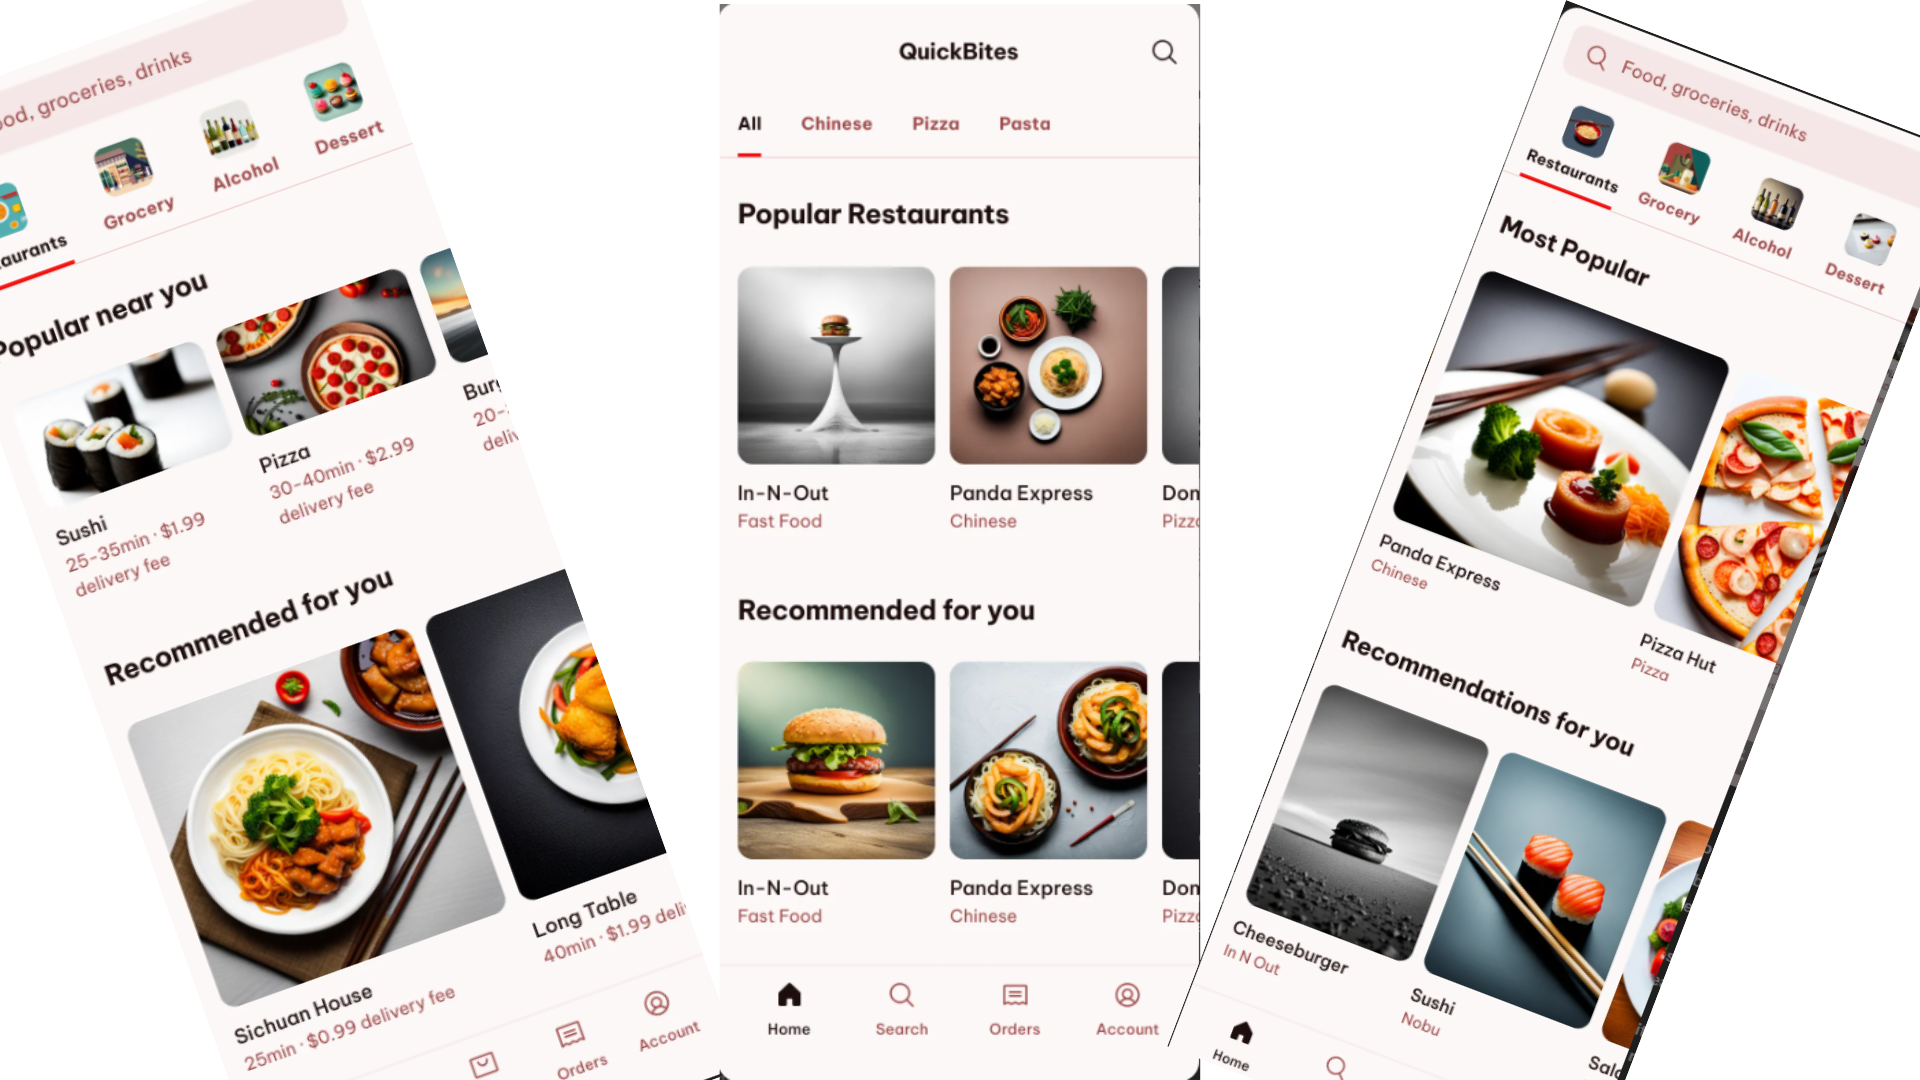 ood, groceries, drinks
aurants
Grocery
Alcohol
Dessert
Popular near you
Sushi
25-35min · $1.99
delivery fee
Pizza
30-40min · $2.99
delivery fee
Bur
20-
deliv
Recommended for you
Sichuan House
25min · $0.99 delivery fee
Long Table
40min · $1.99 deli
Orders
Account
QuickBites
All Chinese Pizza Pasta
Popular Restaurants
In-N-Out Panda Express Don
Fast Food Chinese Pizz
Recommended for you
In-N-Out Panda Express Don
Fast Food Chinese Pizz
Home Search Orders Account
Food, groceries, drinks
Restaurants
Grocery
Alcohol
Dessert
Most Popular
Panda Express
Chinese
Pizza Hut
Pizza
Recommendations for you
Cheeseburger
In N Out
Sushi
Nobu
Sala
Home